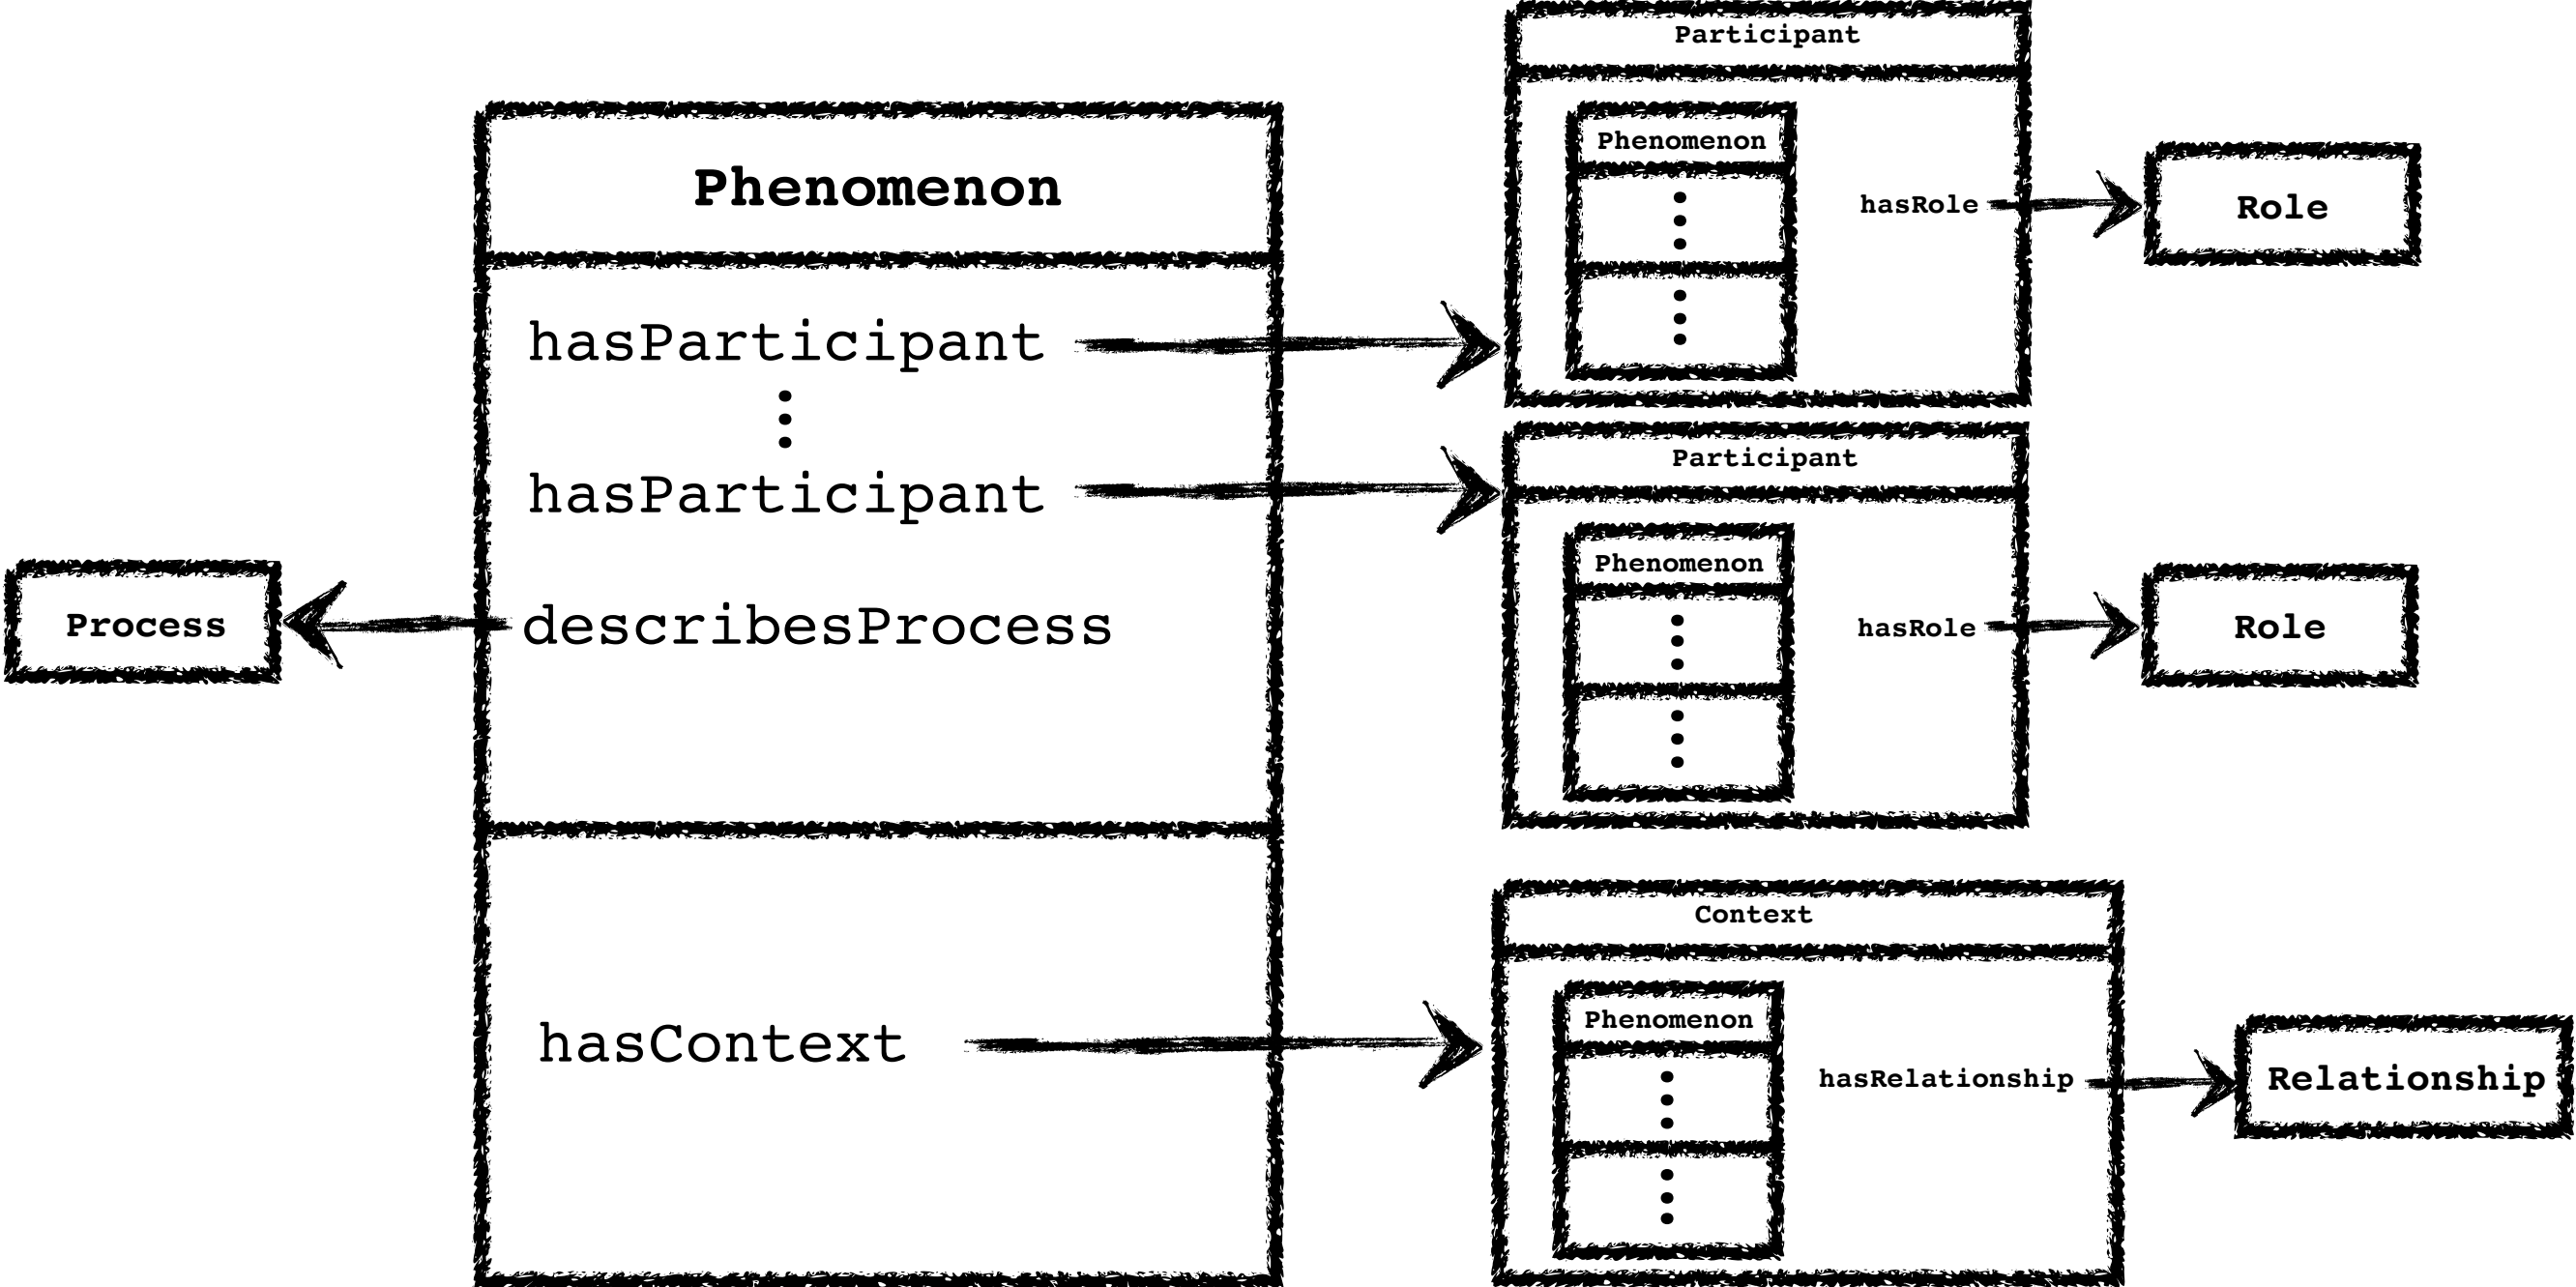 Process
Phenomenon
hasParticipant
hasParticipant
describesProcess
hasContext
Participant
Phenomenon
hasRole
Role
Participant
Phenomenon
hasRole
Role
Context
Phenomenon
hasRelationship
Relationship